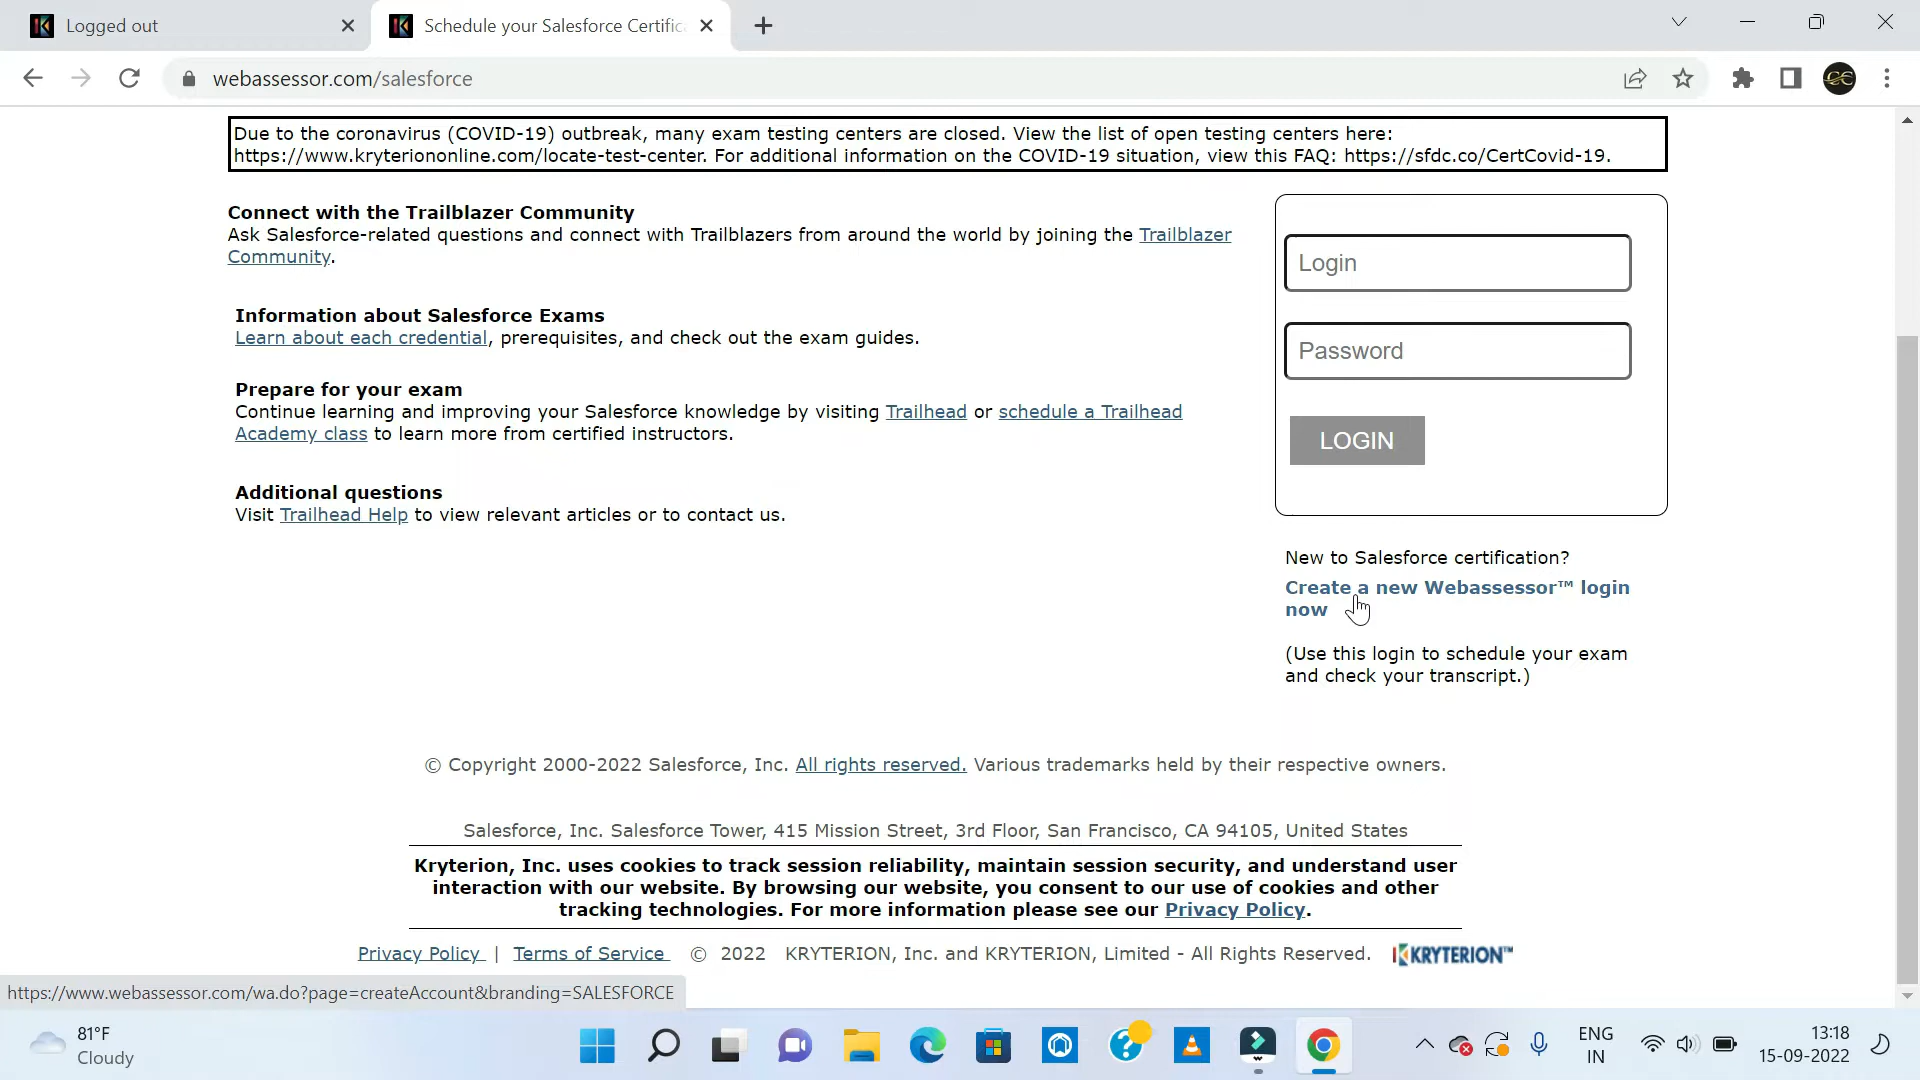 Logged out
Schedule your Salesforce Certific
webassessor.com/salesforce
Due to the coronavirus (COVID-19) outbreak, many exam testing centers are closed. View the list of open testing centers here:
https://www.kryteriononline.com/locate-test-center. For additional information on the COVID-19 situation, view this FAQ: https://sfdc.co/CertCovid-19.
Connect with the Trailblazer Community
Ask Salesforce-related questions and connect with Trailblazers from around the world by joining the Trailblazer
Community.
Information about Salesforce Exams
Learn about each credential, prerequisites, and check out the exam guides.
Prepare for your exam
Continue learning and improving your Salesforce knowledge by visiting Trailhead or schedule a Trailhead
Academy class to learn more from certified instructors.
Additional questions
Visit Trailhead Help to view relevant articles or to contact us.
Login
Password
LOGIN
New to Salesforce certification?
Create a new Webassessor™ login
now
(Use this login to schedule your exam
and check your transcript.)
© Copyright 2000-2022 Salesforce, Inc. All rights reserved. Various trademarks held by their respective owners.
Salesforce, Inc. Salesforce Tower, 415 Mission Street, 3rd Floor, San Francisco, CA 94105, United States
Kryterion, Inc. uses cookies to track session reliability, maintain session security, and understand user
interaction with our website. By browsing our website, you consent to our use of cookies and other
tracking technologies. For more information please see our Privacy Policy.
Privacy Policy | Terms of Service © 2022 KRYTERION, Inc. and KRYTERION, Limited - All Rights Reserved. KRYTERION™
https://www.webassessor.com/wa.do?page=createAccount&branding=SALESFORCE
81°F
Cloudy
ENG
IN
13:18
15-09-2022